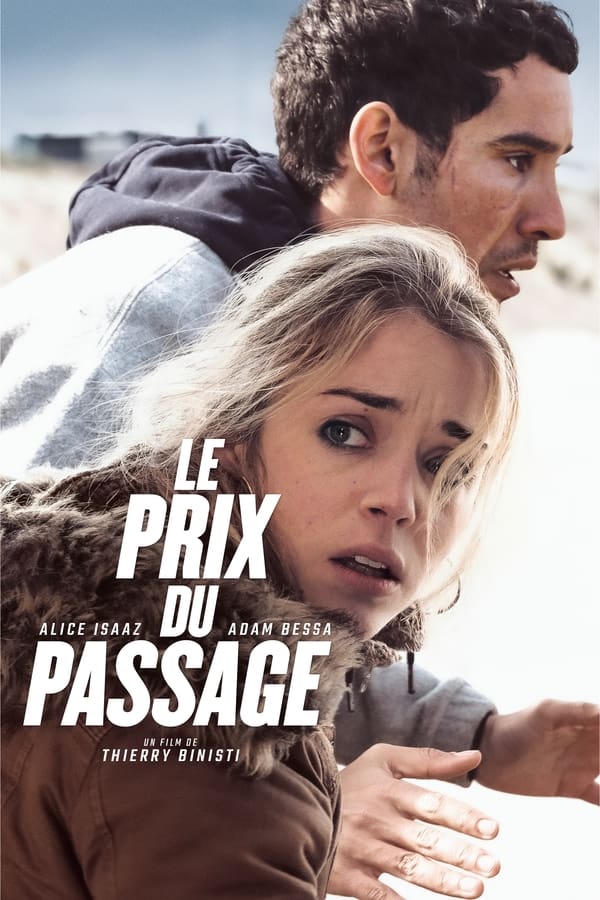 LE
PRIX
DU
ALICE ISAAZ ADAM BESSA
PASSAGE
UN FILM DE
THIERRY BINISTI